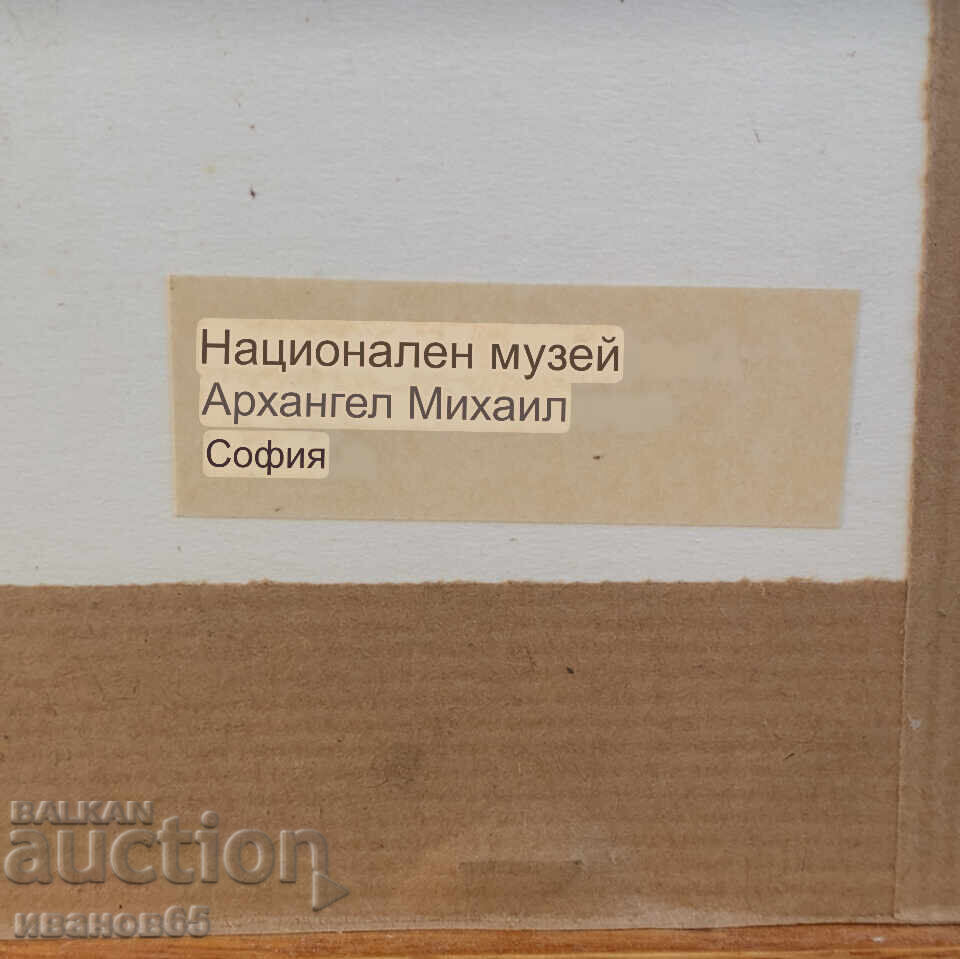 Национален музей
Архангел Михаил
София
BALKAN
auction
иванов65